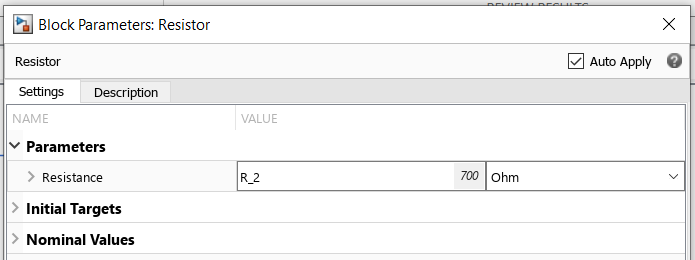 REVIEW RESULTS
Block Parameters: Resistor
Resistor Auto Apply
Settings Description
NAME VALUE
Parameters
Resistance R_2 700 Ohm
Initial Targets
Nominal Values